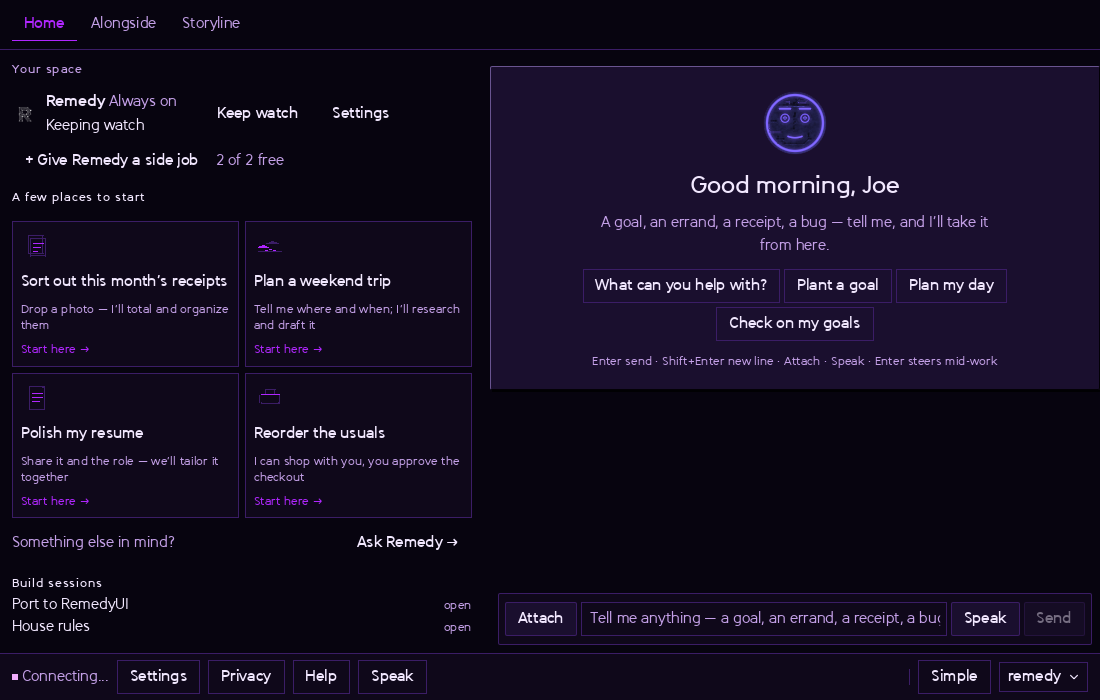 Home Alongside Storyline
Your space
Remedy Always on
Keeping watch
Keep watch Settings
+ Give Remedy a side job 2 of 2 free
A few places to start
Sort out this month's receipts
Drop a photo — I'll total and organize
them
Start here →
Plan a weekend trip
Tell me where and when; I'll research
and draft it
Start here →
Polish my resume
Share it and the role — we'll tailor it
together
Start here →
Reorder the usuals
I can shop with you, you approve the
checkout
Start here →
Something else in mind? Ask Remedy →
Build sessions
Port to RemedyUI open
House rules open
Good morning, Joe
A goal, an errand, a receipt, a bug — tell me, and I'll take it
from here.
What can you help with? Plant a goal Plan my day
Check on my goals
Enter send · Shift+Enter new line · Attach · Speak · Enter steers mid-work
Attach Tell me anything — a goal, an errand, a receipt, a bug Speak Send
Connecting... Settings Privacy Help Speak Simple remedy